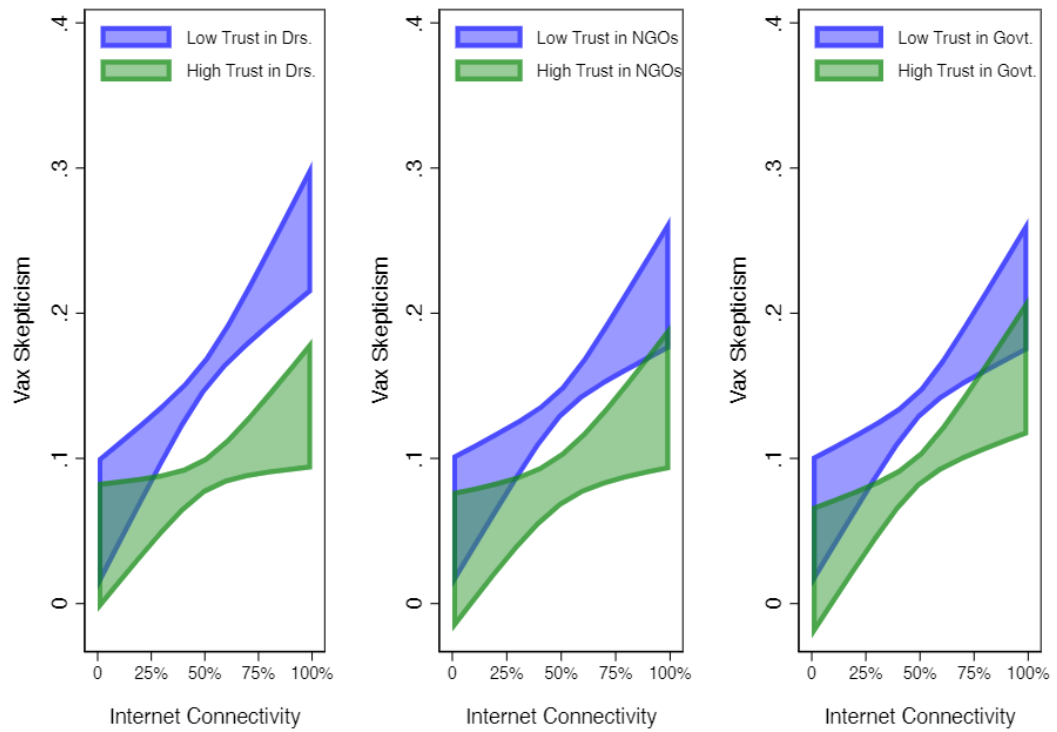 .4
.3
.2
.1
0
Vax Skepticism
Low Trust in Drs.
High Trust in Drs.
0 25% 50% 75% 100%
Internet Connectivity
.4
.3
.2
.1
0
Vax Skepticism
Low Trust in NGOs
High Trust in NGOs
0 25% 50% 75% 100%
Internet Connectivity
.4
.3
.2
.1
0
Vax Skepticism
Low Trust in Govt.
High Trust in Govt.
0 25% 50% 75% 100%
Internet Connectivity